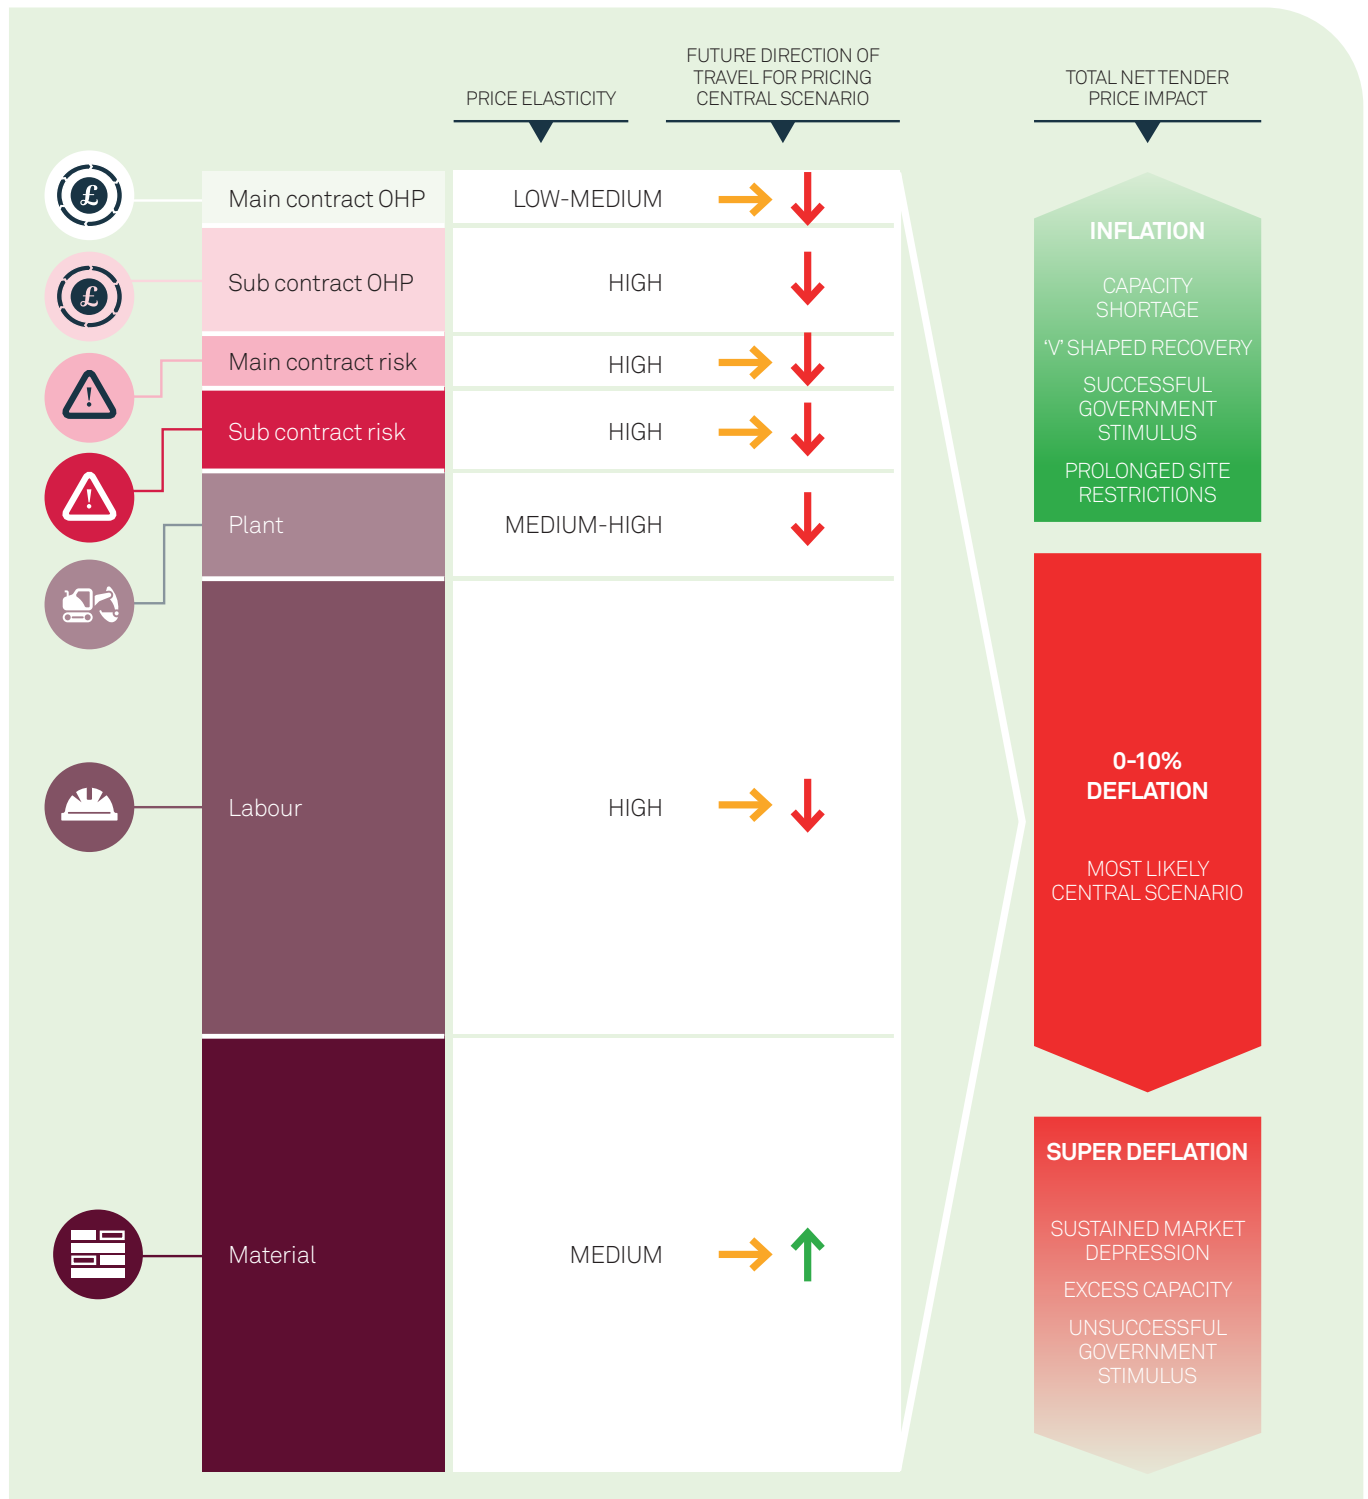 PRICE ELASTICITY
FUTURE DIRECTION OF
TRAVEL FOR PRICING
CENTRAL SCENARIO
TOTAL NET TENDER
PRICE IMPACT
£
Main contract OHP
LOW-MEDIUM
£
Sub contract OHP
HIGH
!
Main contract risk
HIGH
!
Sub contract risk
HIGH
Plant
MEDIUM-HIGH
Labour
HIGH
Material
MEDIUM
INFLATION
CAPACITY
SHORTAGE
‘V’ SHAPED RECOVERY
SUCCESSFUL
GOVERNMENT
STIMULUS
PROLONGED SITE
RESTRICTIONS
0-10%
DEFLATION
MOST LIKELY
CENTRAL SCENARIO
SUPER DEFLATION
SUSTAINED MARKET
DEPRESSION
EXCESS CAPACITY
UNSUCCESSFUL
GOVERNMENT
STIMULUS